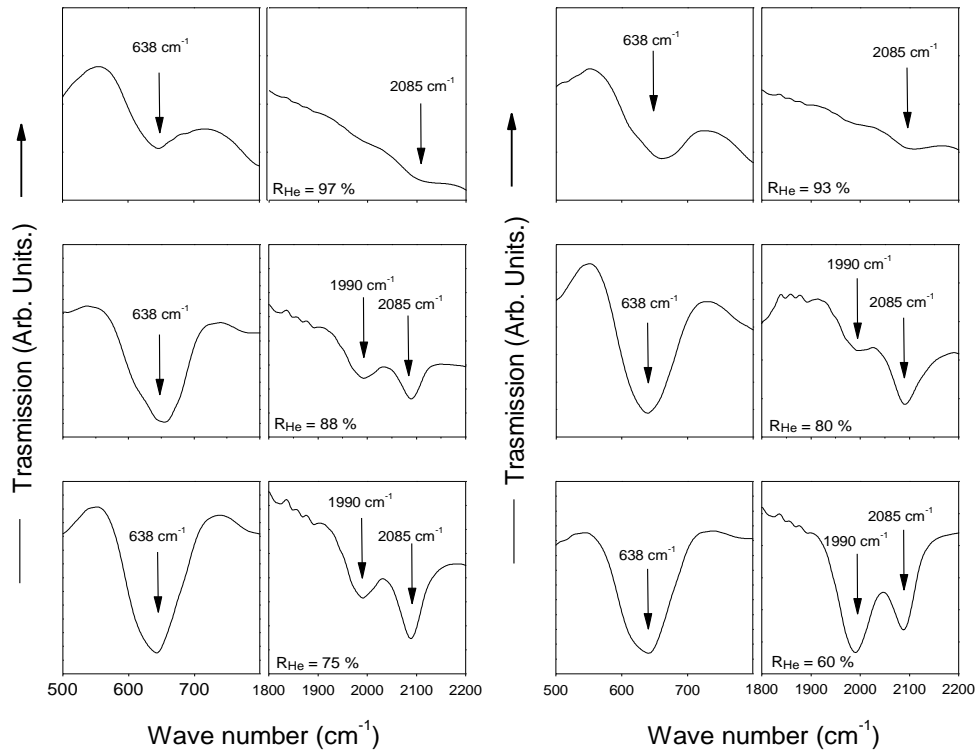 638 cm-1
2085 cm-1
RHe = 97 %
638 cm-1
2085 cm-1
RHe = 93 %
Trasmission (Arb. Units.)
638 cm-1
1990 cm-1
2085 cm-1
RHe = 88 %
Trasmission (Arb. Units.)
638 cm-1
1990 cm-1
2085 cm-1
RHe = 80 %
638 cm-1
1990 cm-1
2085 cm-1
RHe = 75 %
638 cm-1
1990 cm-1
2085 cm-1
RHe = 60 %
500 600 700 1800 1900 2000 2100 2200
500 600 700 1800 1900 2000 2100 2200
Wave number (cm-1)
Wave number (cm-1)